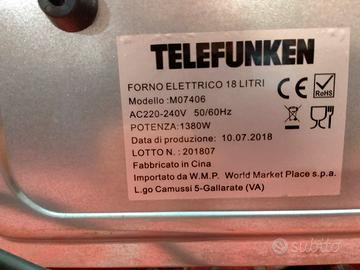 TELEFUNKEN
FORNO ELETTRICO 18 LITRI
Modello :M07406
AC220-240V 50/60Hz
POTENZA:1380W
Data di produzione: 10.07.2018
LOTTO N.: 201807
Fabbricato in Cina
Importato da W.M.P. World Market Place s.p.a.
L.go Camussi 5-Gallarate (VA)
CE
RoHS
subito